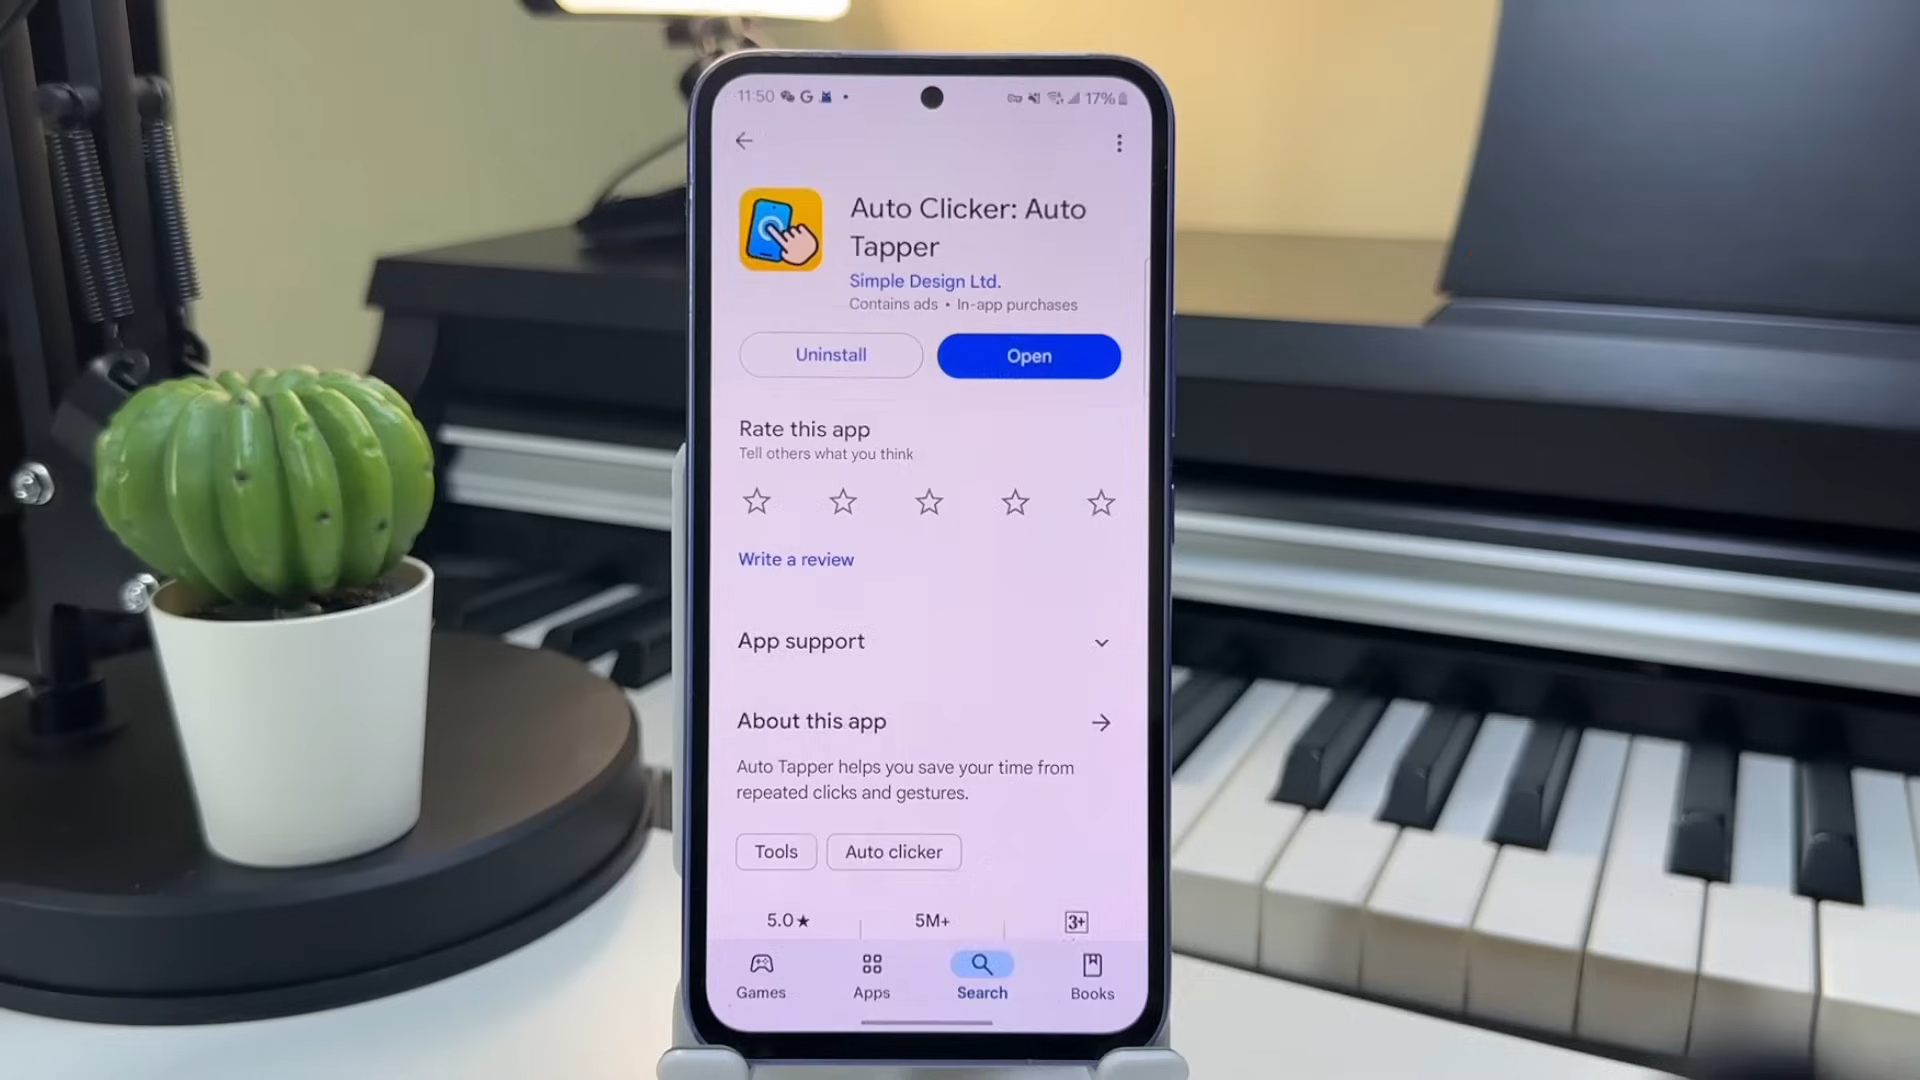 11:50
17%
Auto Clicker: Auto
Tapper
Simple Design Ltd.
Contains ads • In-app purchases
Uninstall
Open
Rate this app
Tell others what you think
Write a review
App support
About this app
Auto Tapper helps you save your time from
repeated clicks and gestures.
Tools
Auto clicker
5.0★
5M+
3+
Games
Apps
Search
Books